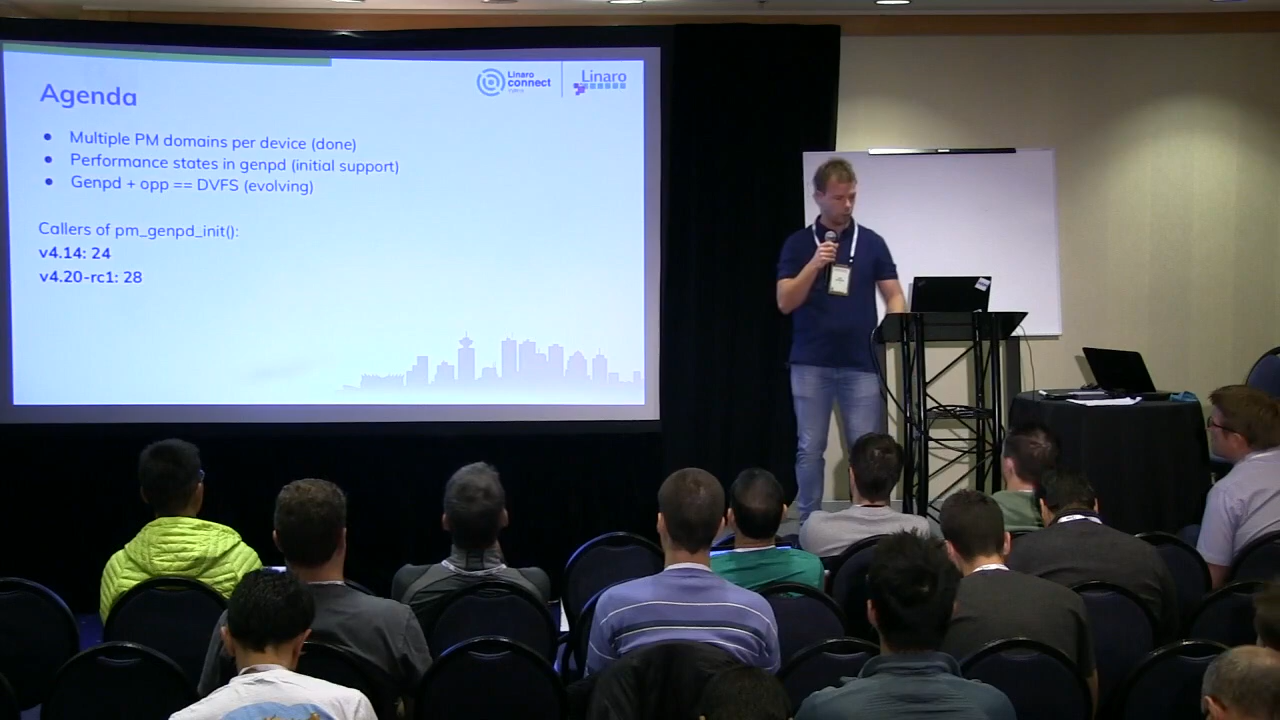 Agenda
Linaro
connect
Linaro
• Multiple PM domains per device (done)
• Performance states in genpd (initial support)
• Genpd + opp == DVFS (evolving)
Callers of pm_genpd_init():
v4.14: 24
v4.20-rc1: 28